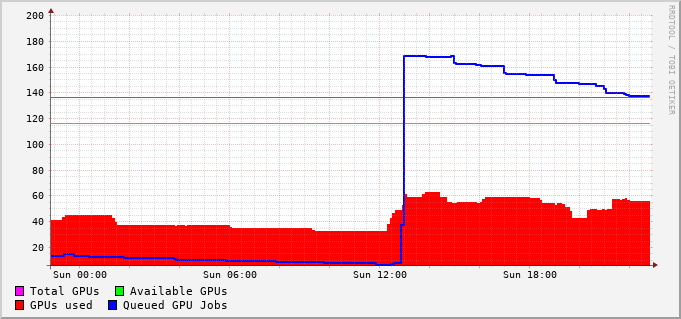 200
180
160
140
120
100
80
60
40
20
Sun 00:00 Sun 06:00 Sun 12:00 Sun 18:00
Total GPUs Available GPUs
GPUs used Queued GPU Jobs
RRDTOOL / TOBI OETIKER